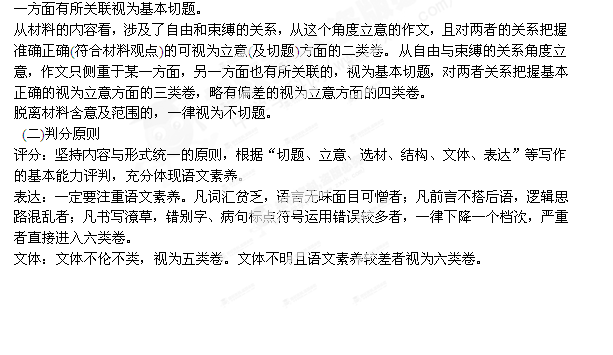 一方面有所关联视为基本切题。
从材料的内容看，涉及了自由和束缚的关系，从这个角度立意的作文，且对两者的关系把握
准确正确(符合材料观点)的可视为立意(及切题)方面的二类卷。从自由与束缚的关系角度立
意，作文只侧重于某一方面，另一方面也有所关联的，视为基本切题，对两者关系把握基本
正确的视为立意方面的三类卷，略有偏差的视为立意方面的四类卷。
脱离材料含意及范围的，一律视为不切题。
(二)判分原则
评分：坚持内容与形式统一的原则，根据“切题、立意、选材、结构、文体、表达”等写作
的基本能力评判，充分体现语文素养。
表达：一定要注重语文素养。凡词汇贫乏，语言无味面目可憎者；凡前言不搭后语，逻辑思
路混乱者；凡书写潦草，错别字、病句标点符号运用错误较多者，一律下降一个档次，严重
者直接进入六类卷。
文体：文体不伦不类，视为五类卷。文体不明且语文素养较差者视为六类卷。